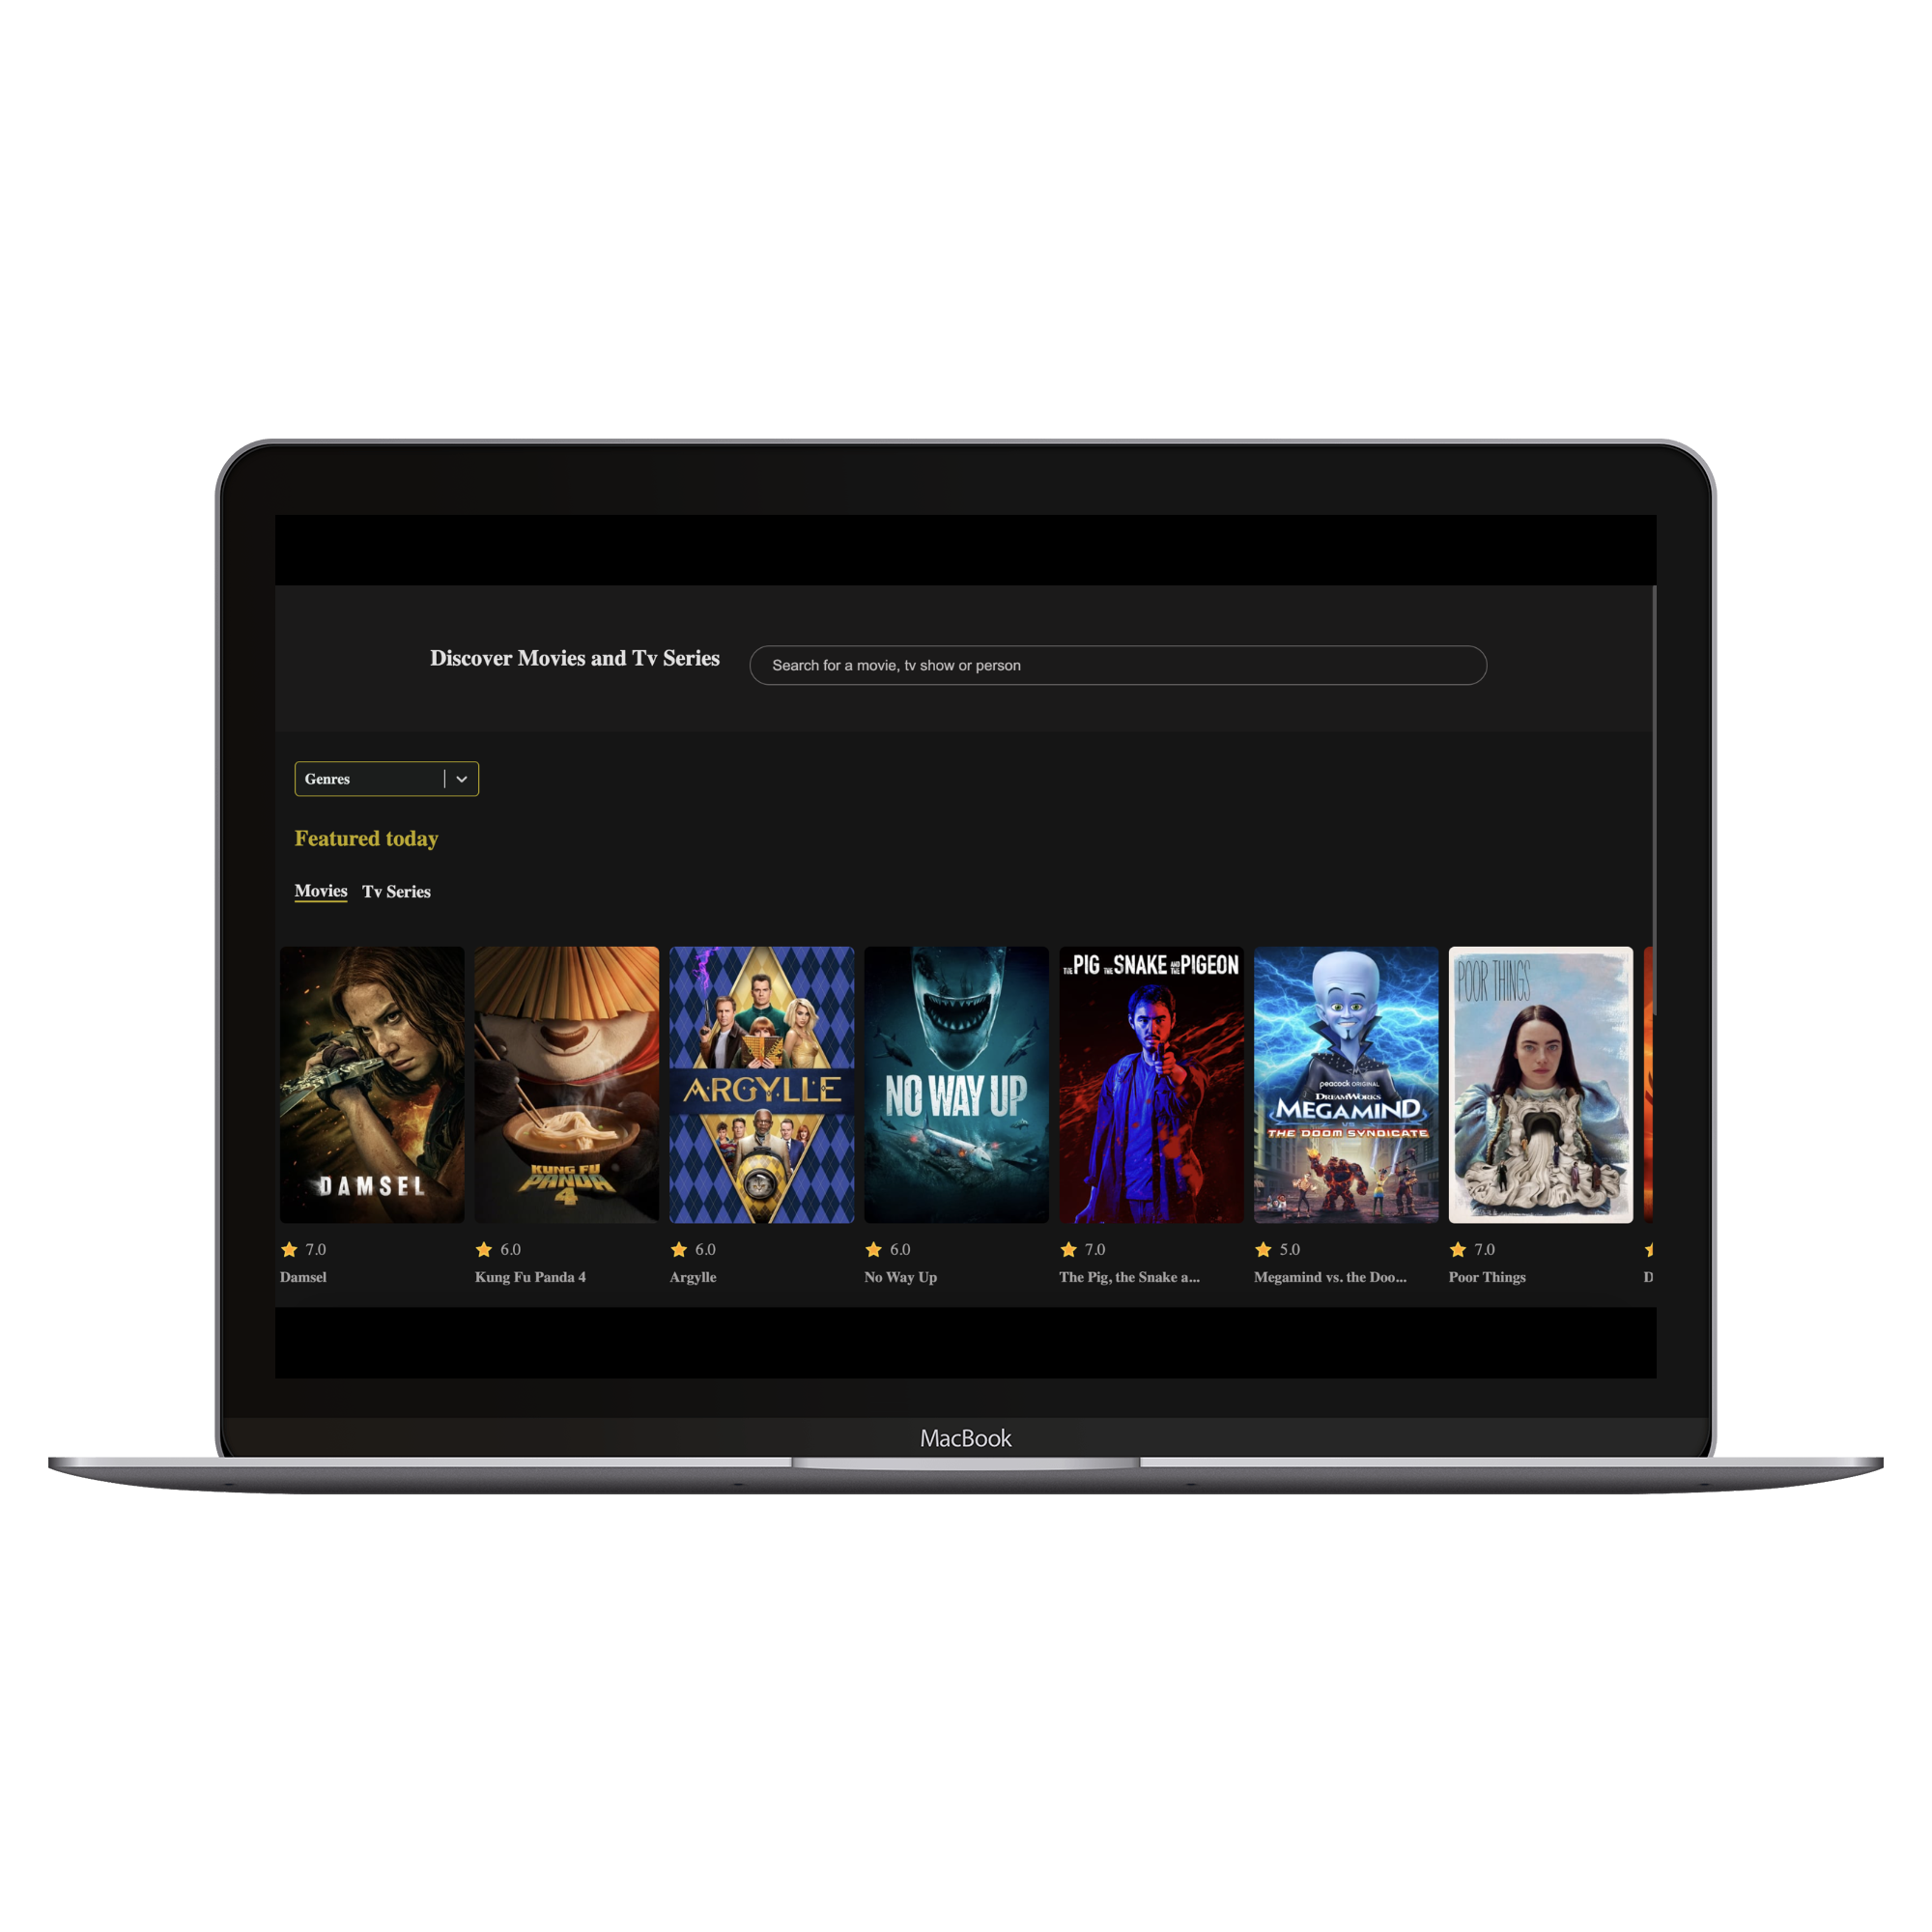 Discover Movies and Tv Series
Search for a movie, tv show or person
Genres
Featured today
Movies Tv Series
DAMSEL
KUNG FU
PANDA
4
ARGYLLE
NO WAY UP
THE PIG, THE SNAKE AND THE PIGEON
POOR THINGS
peacock ORIGINAL
DREAMWORKS
MEGAMIND
VS
THE DOOM SYNDICATE
7.0 6.0 6.0 6.0 7.0 5.0 7.0
Damsel Kung Fu Panda 4 Argylle No Way Up The Pig, the Snake a... Megamind vs. the Doo... Poor Things D
MacBook